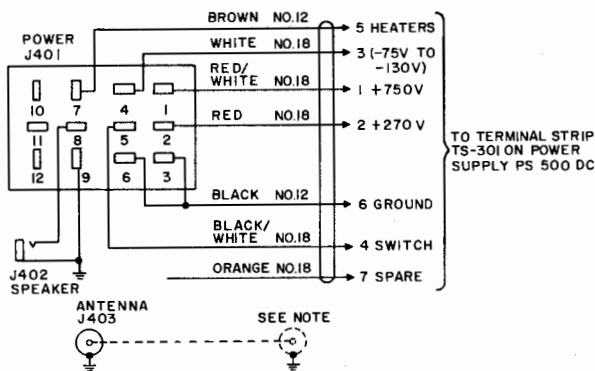 BROWN NO.12 5 HEATERS
POWER
J401
WHITE NO.18 3 (-75V TO
-130V)
RED/
WHITE NO.18 1 +750V
10 7 4 1
RED NO.18 2 +270V
11 8 5 2
12 9 6 3
TO TERMINAL STRIP
TS-301 ON POWER
SUPPLY PS 500 DC
BLACK NO.12 6 GROUND
BLACK/
WHITE NO.18 4 SWITCH
ORANGE NO.18 7 SPARE
J402
SPEAKER
ANTENNA
J403
SEE NOTE